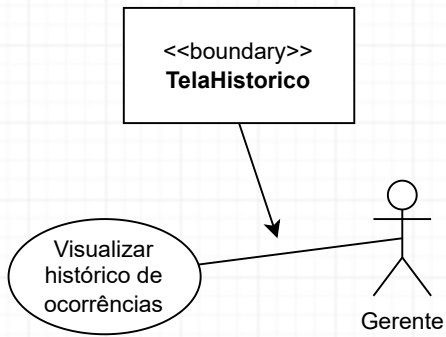 <<boundary>>
TelaHistorico
Visualizar
histórico de
ocorrências
Gerente